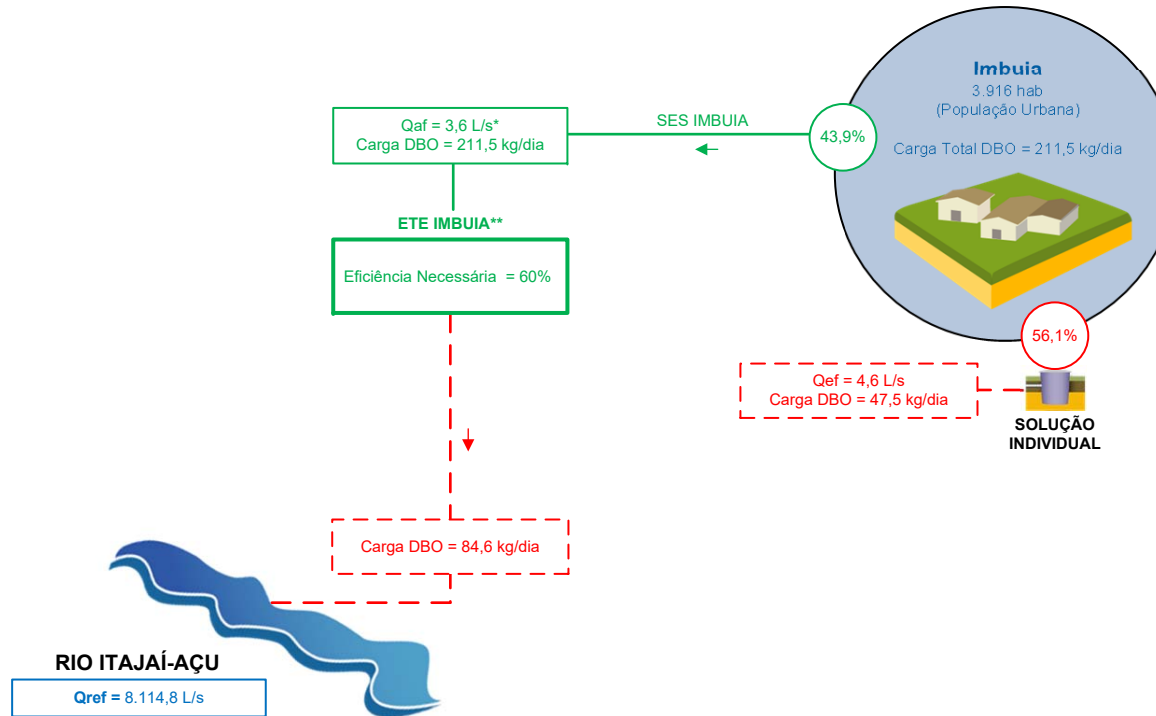 Imbuia
3.916 hab
(População Urbana)
Carga Total DBO = 211,5 kg/dia
43,9%
SES IMBUIA
Qaf = 3,6 L/s*
Carga DBO = 211,5 kg/dia
ETE IMBUIA**
Eficiência Necessária = 60%
56,1%
Qef = 4,6 L/s
Carga DBO = 47,5 kg/dia
SOLUÇÃO
INDIVIDUAL
Carga DBO = 84,6 kg/dia
RIO ITAJAÍ-AÇU
Qref = 8.114,8 L/s